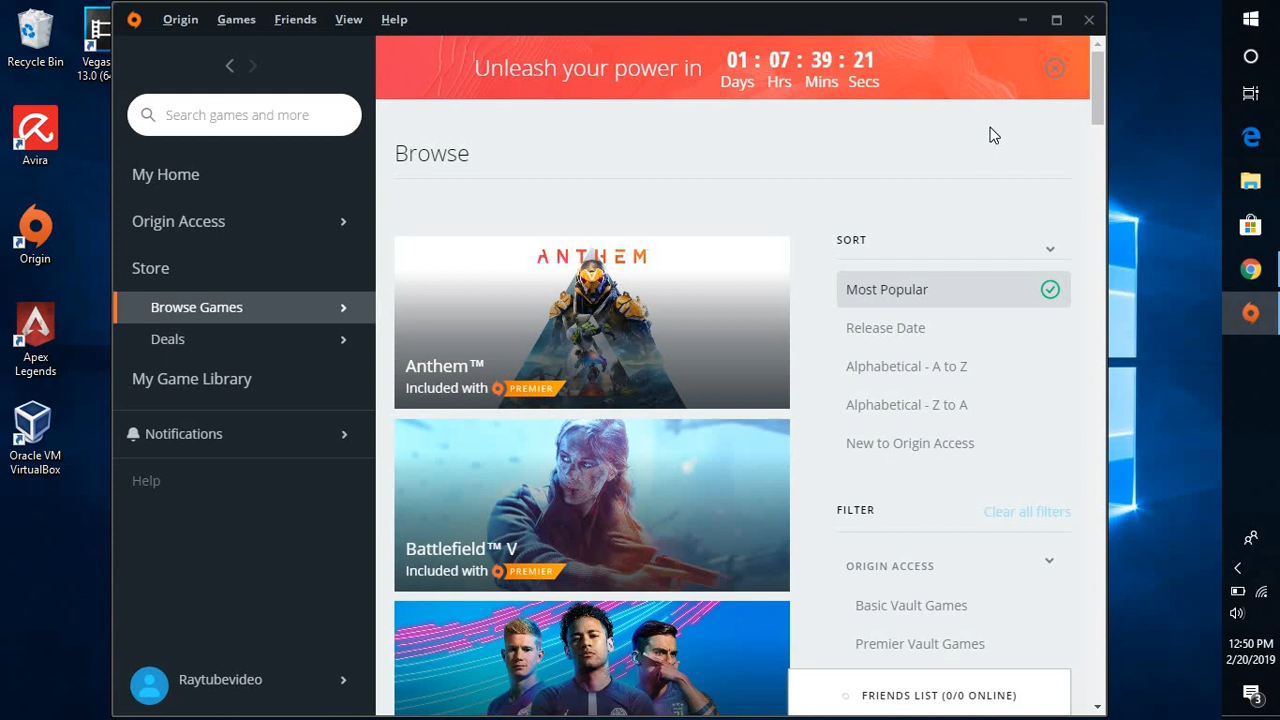 Recycle Bin
Vegas
13.0 (64
Avira
Origin
Apex
Legends
Oracle VM
VirtualBox
Origin Games Friends View Help
Search games and more
My Home
Origin Access
Store
Browse Games
Deals
My Game Library
Notifications
Help
Raytubevideo
Unleash your power in
01 : 07 : 39 : 21
Days Hrs Mins Secs
Browse
ANTHEM
Anthem™
Included with PREMIER
Battlefield™ V
Included with PREMIER
SORT
Most Popular
Release Date
Alphabetical - A to Z
Alphabetical - Z to A
New to Origin Access
FILTER Clear all filters
ORIGIN ACCESS
Basic Vault Games
Premier Vault Games
FRIENDS LIST (0/0 ONLINE)
12:50 PM
2/20/2019
3